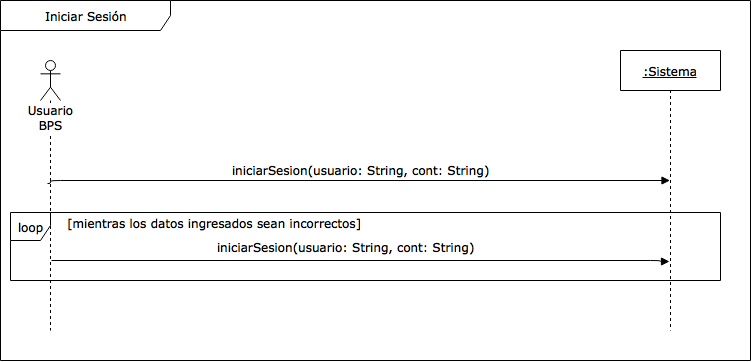 Iniciar Sesión
:Sistema
Usuario
BPS
iniciarSesion(usuario: String, cont: String)
loop
[mientras los datos ingresados sean incorrectos]
iniciarSesion(usuario: String, cont: String)